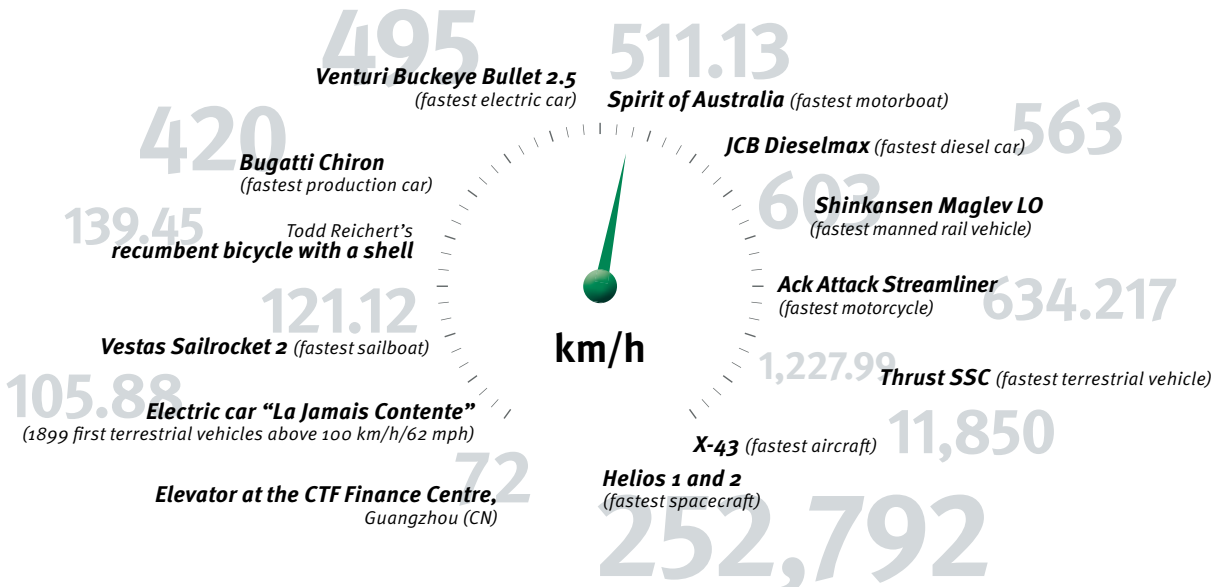 495
Venturi Buckeye Bullet 2.5
(fastest electric car)
511.13
Spirit of Australia (fastest motorboat)
420
Bugatti Chiron
(fastest production car)
563
JCB Dieselmax (fastest diesel car)
139.45
Todd Reichert's
recumbent bicycle with a shell
603
Shinkansen Maglev LO
(fastest manned rail vehicle)
121.12
Vestas Sailrocket 2 (fastest sailboat)
634.217
Ack Attack Streamliner
(fastest motorcycle)
km/h
105.88
Electric car “La Jamais Contente”
(1899 first terrestrial vehicles above 100 km/h/62 mph)
1,227.99
Thrust SSC (fastest terrestrial vehicle)
72
Elevator at the CTF Finance Centre,
Guangzhou (CN)
11,850
X-43 (fastest aircraft)
Helios 1 and 2
(fastest spacecraft)
252,792